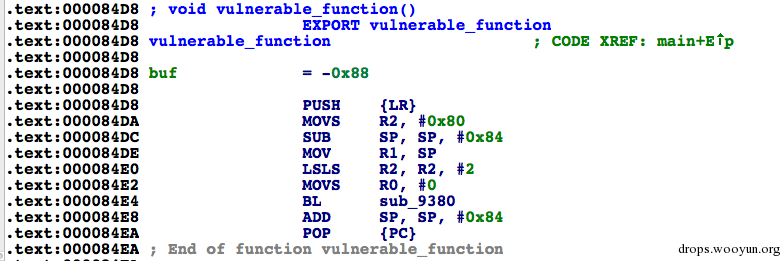 .text:000084D8 ; void vulnerable_function()
.text:000084D8 EXPORT vulnerable_function
.text:000084D8 vulnerable_function ; CODE XREF: main+E↑p
.text:000084D8
.text:000084D8 buf = -0x88
.text:000084D8
.text:000084D8 PUSH {LR}
.text:000084DA MOVS R2, #0x80
.text:000084DC SUB SP, SP, #0x84
.text:000084DE MOV R1, SP
.text:000084E0 LSLS R2, R2, #2
.text:000084E2 MOVS R0, #0
.text:000084E4 BL sub_9380
.text:000084E8 ADD SP, SP, #0x84
.text:000084EA POP {PC}
.text:000084EA ; End of function vulnerable_function
drops.wooyun.org